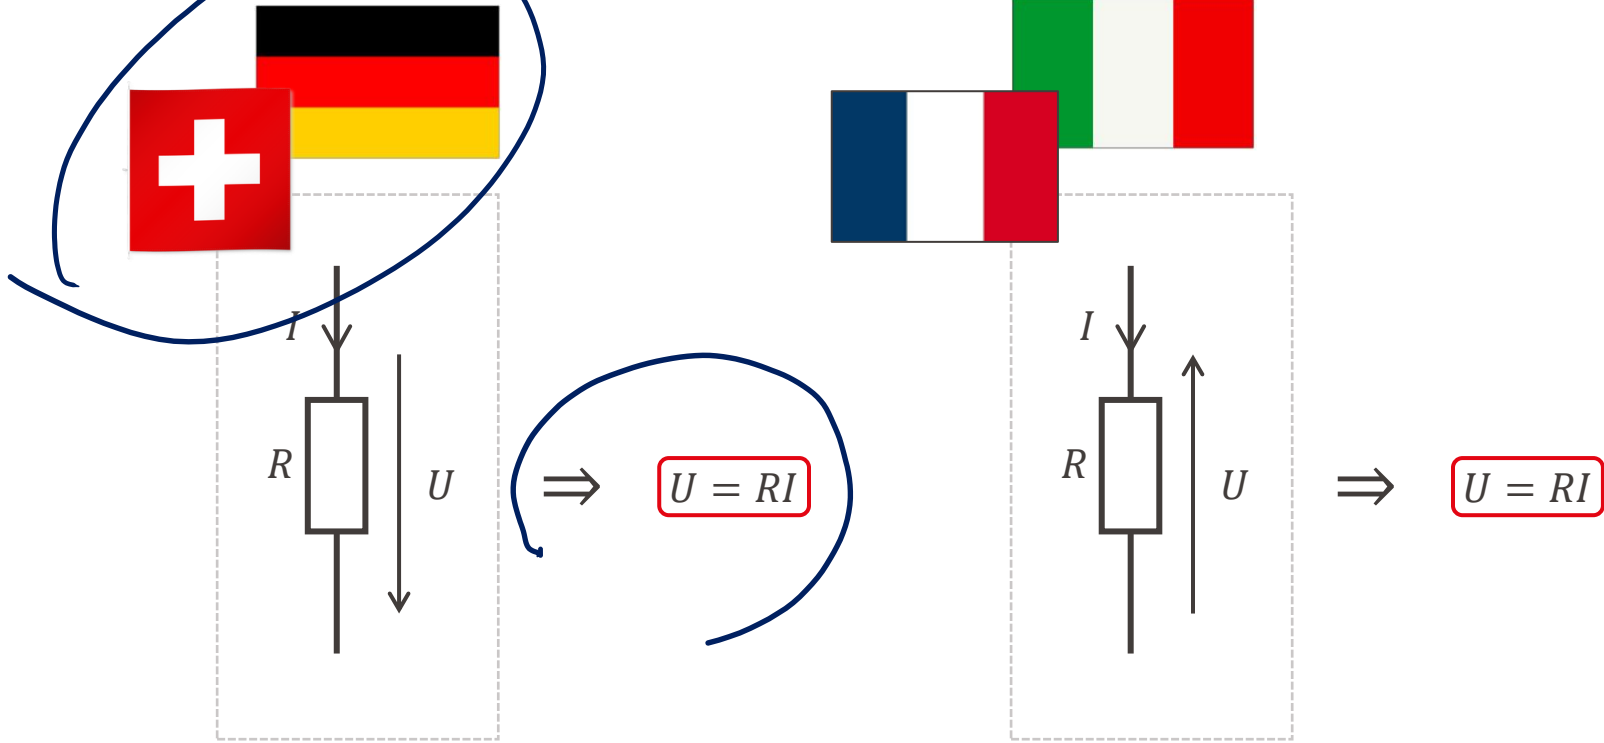 I
R
U
⇒ U = RI
I
R
U
⇒ U = RI